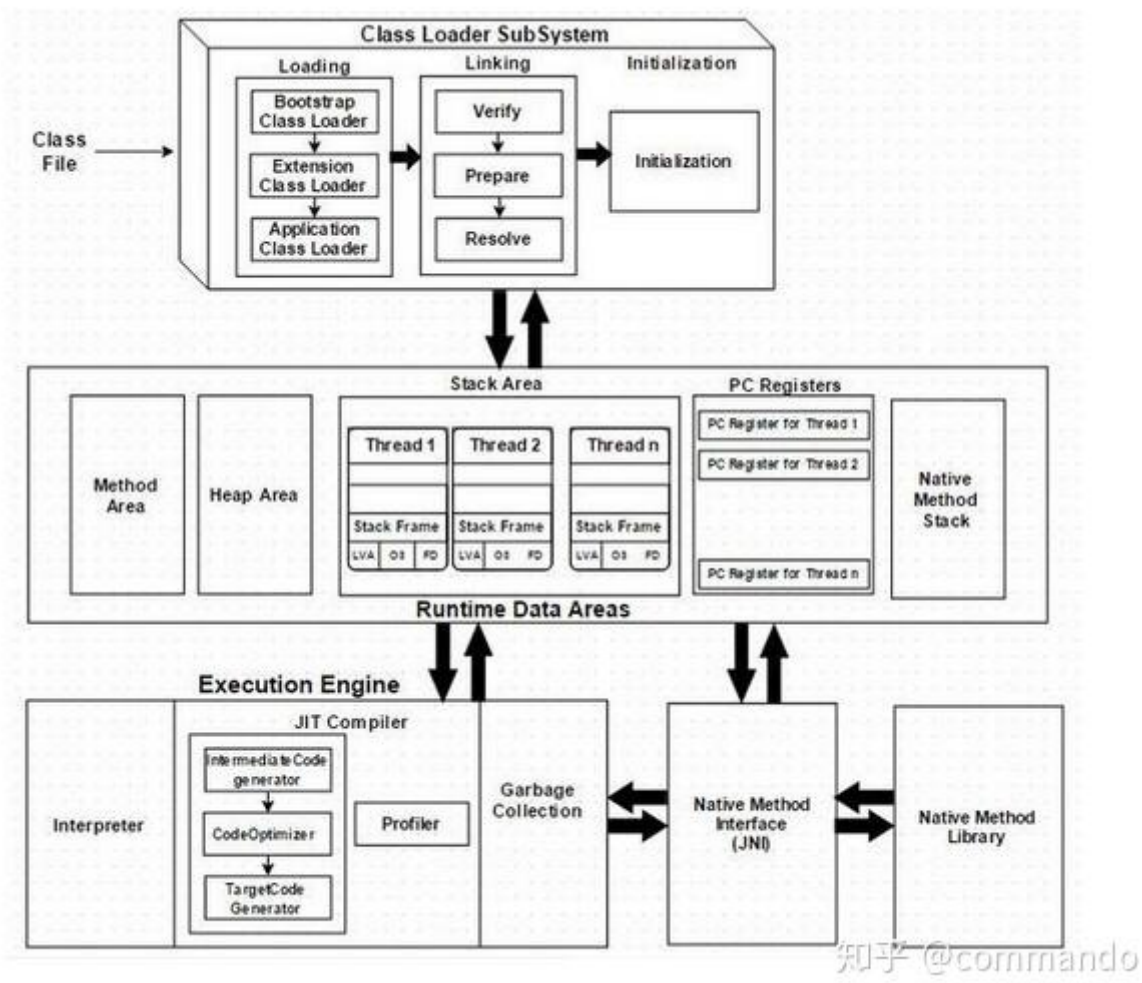 Class Loader SubSystem
Loading
Linking
Initialization
Bootstrap
Class Loader
Extension
Class Loader
Application
Class Loader
Verify
Prepare
Resolve
Initialization
Class
File
Stack Area
PC Registers
Method
Area
Heap Area
Thread 1
Thread 2
Thread n
Stack Frame
Stack Frame
Stack Frame
LVA
OS
FD
LVA
OS
FD
LVA
OS
FD
PC Register for Thread 1
PC Register for Thread 2
PC Register for Thread n
Native
Method
Stack
Runtime Data Areas
Execution Engine
JIT Compiler
Interpreter
IntermediateCode
generator
CodeOptimizer
TargetCode
Generator
Profiler
Garbage
Collection
Native Method
Interface
(JNI)
Native Method
Library
知乎 @commando